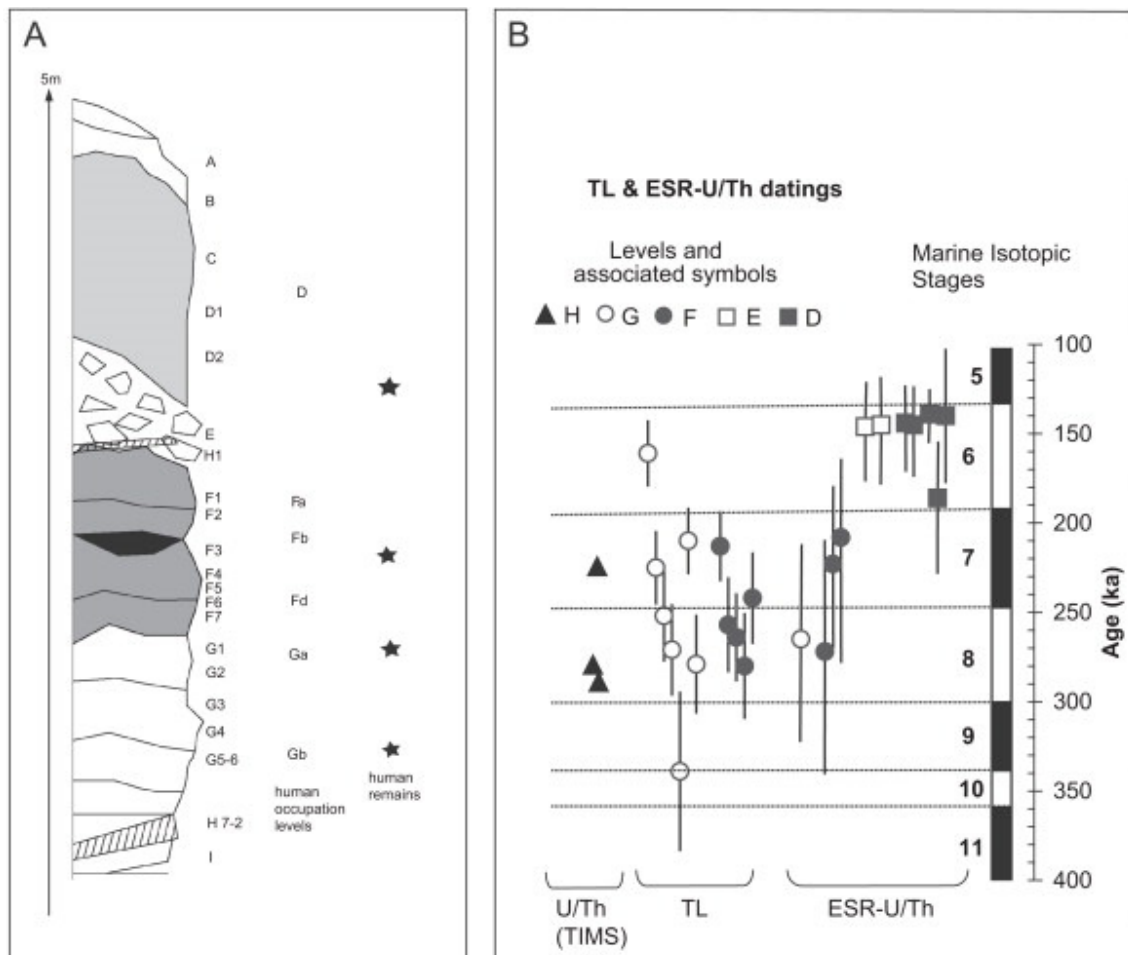 A
5m
A
B
C
D
D1
D2
E
H1
F1
Fa
F2
Fb
F3
F4
F5
F6
Fd
F7
G1
Ga
G2
G3
G4
G5-6
Gb
human
remains
human
occupation
levels
H 7-2
I
B
TL & ESR-U/Th datings
Levels and
associated symbols
H G F E D
Marine Isotopic
Stages
5
6
7
8
9
10
11
100
150
200
250
300
350
400
Age (ka)
U/Th
(TIMS)
TL
ESR-U/Th